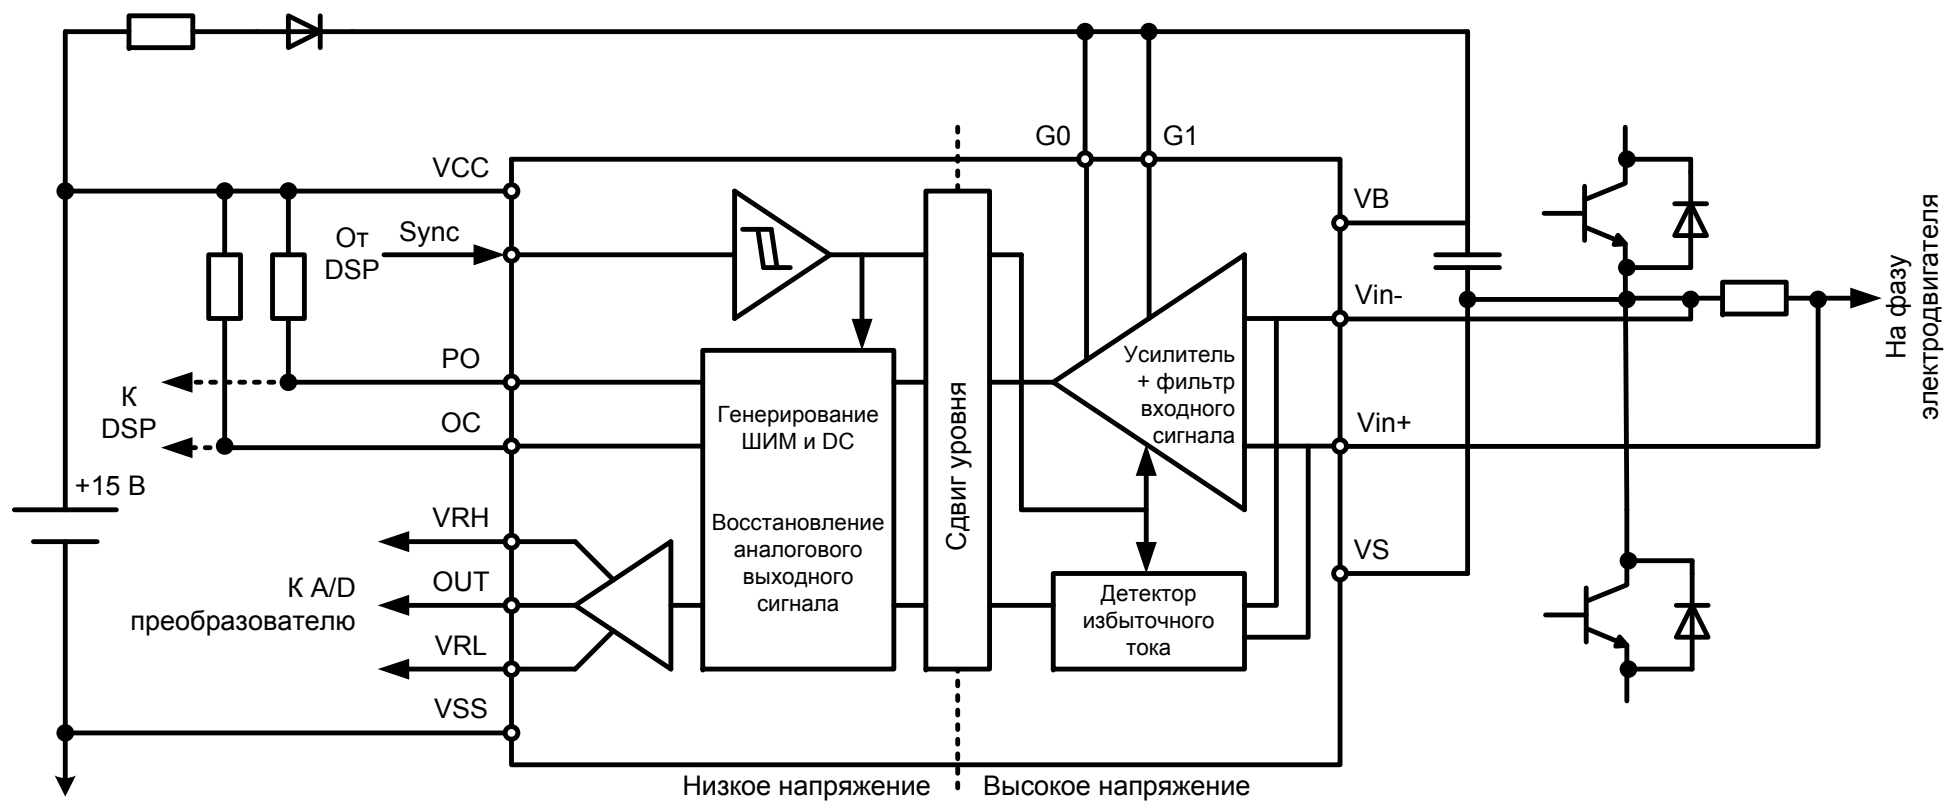 G0
G1
VCC
VB
От
DSP
Sync
Vin-
PO
К
DSP
OC
Усилитель
+ фильтр
входного
сигнала
Генерирование
ШИМ и DC
Vin+
На фазу
электродвигателя
+15 В
VRH
Восстановление
аналогового
выходного
сигнала
Сдвиг уровня
VS
OUT
К A/D
преобразователю
Детектор
избыточного
тока
VRL
VSS
Низкое напряжение
Высокое напряжение